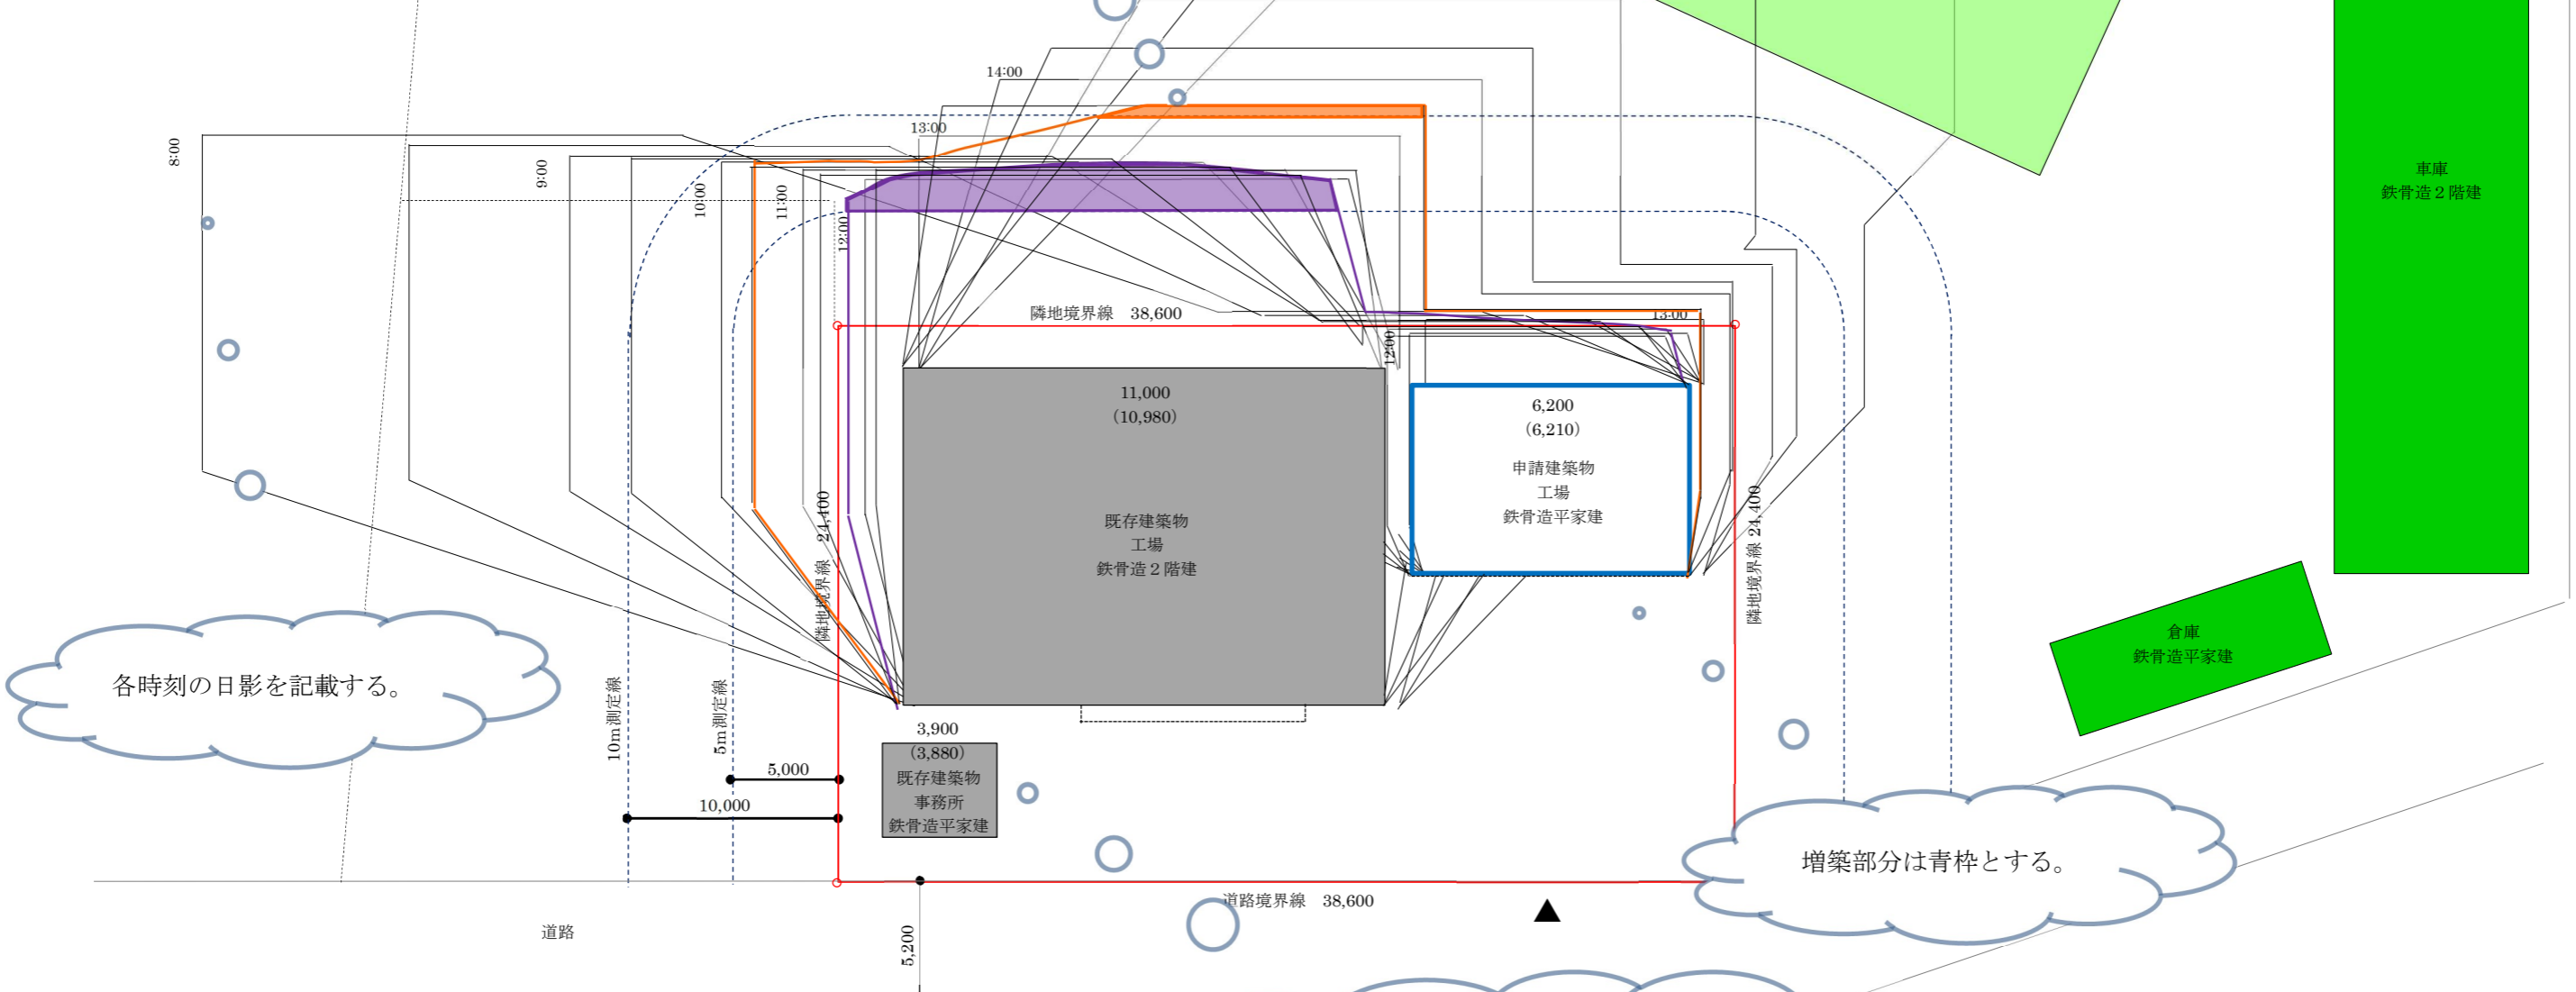 14:00
13:00
8:00
9:00
10:00
11:00
12:00
車庫
鉄骨造２階建
隣地境界線　38,600
13:00
12:00
11,000
（10,980）
既存建築物
工場
鉄骨造２階建
6,200
（6,210）
申請建築物
工場
鉄骨造平家建
隣地境界線　24,400
隣地境界線 24,400
倉庫
鉄骨造平家建
各時刻の日影を記載する。
10m測定線
5m測定線
5,000
10,000
3,900
（3,880）
既存建築物
事務所
鉄骨造平家建
増築部分は青枠とする。
道路境界線　38,600
道路
5,200